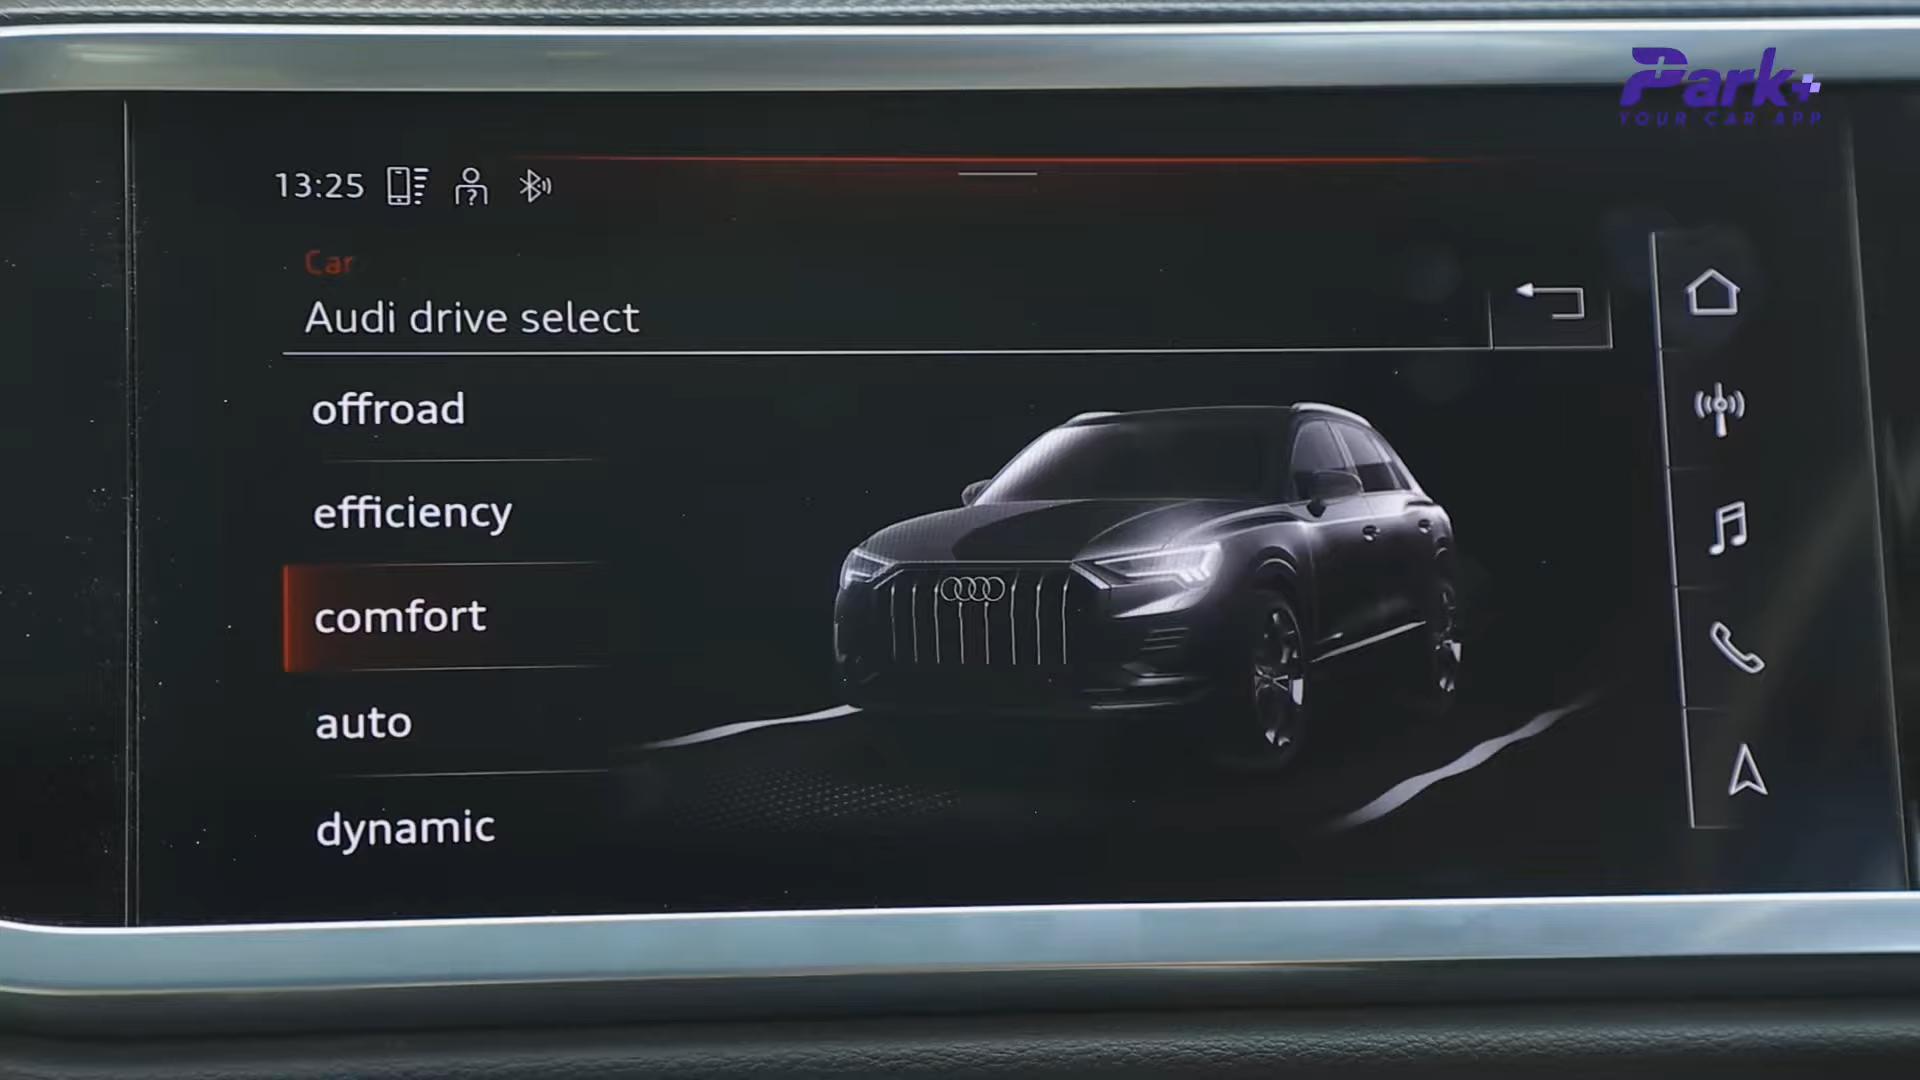 Park+
YOUR CAR APP
13:25
Car
Audi drive select
offroad
efficiency
comfort
auto
dynamic